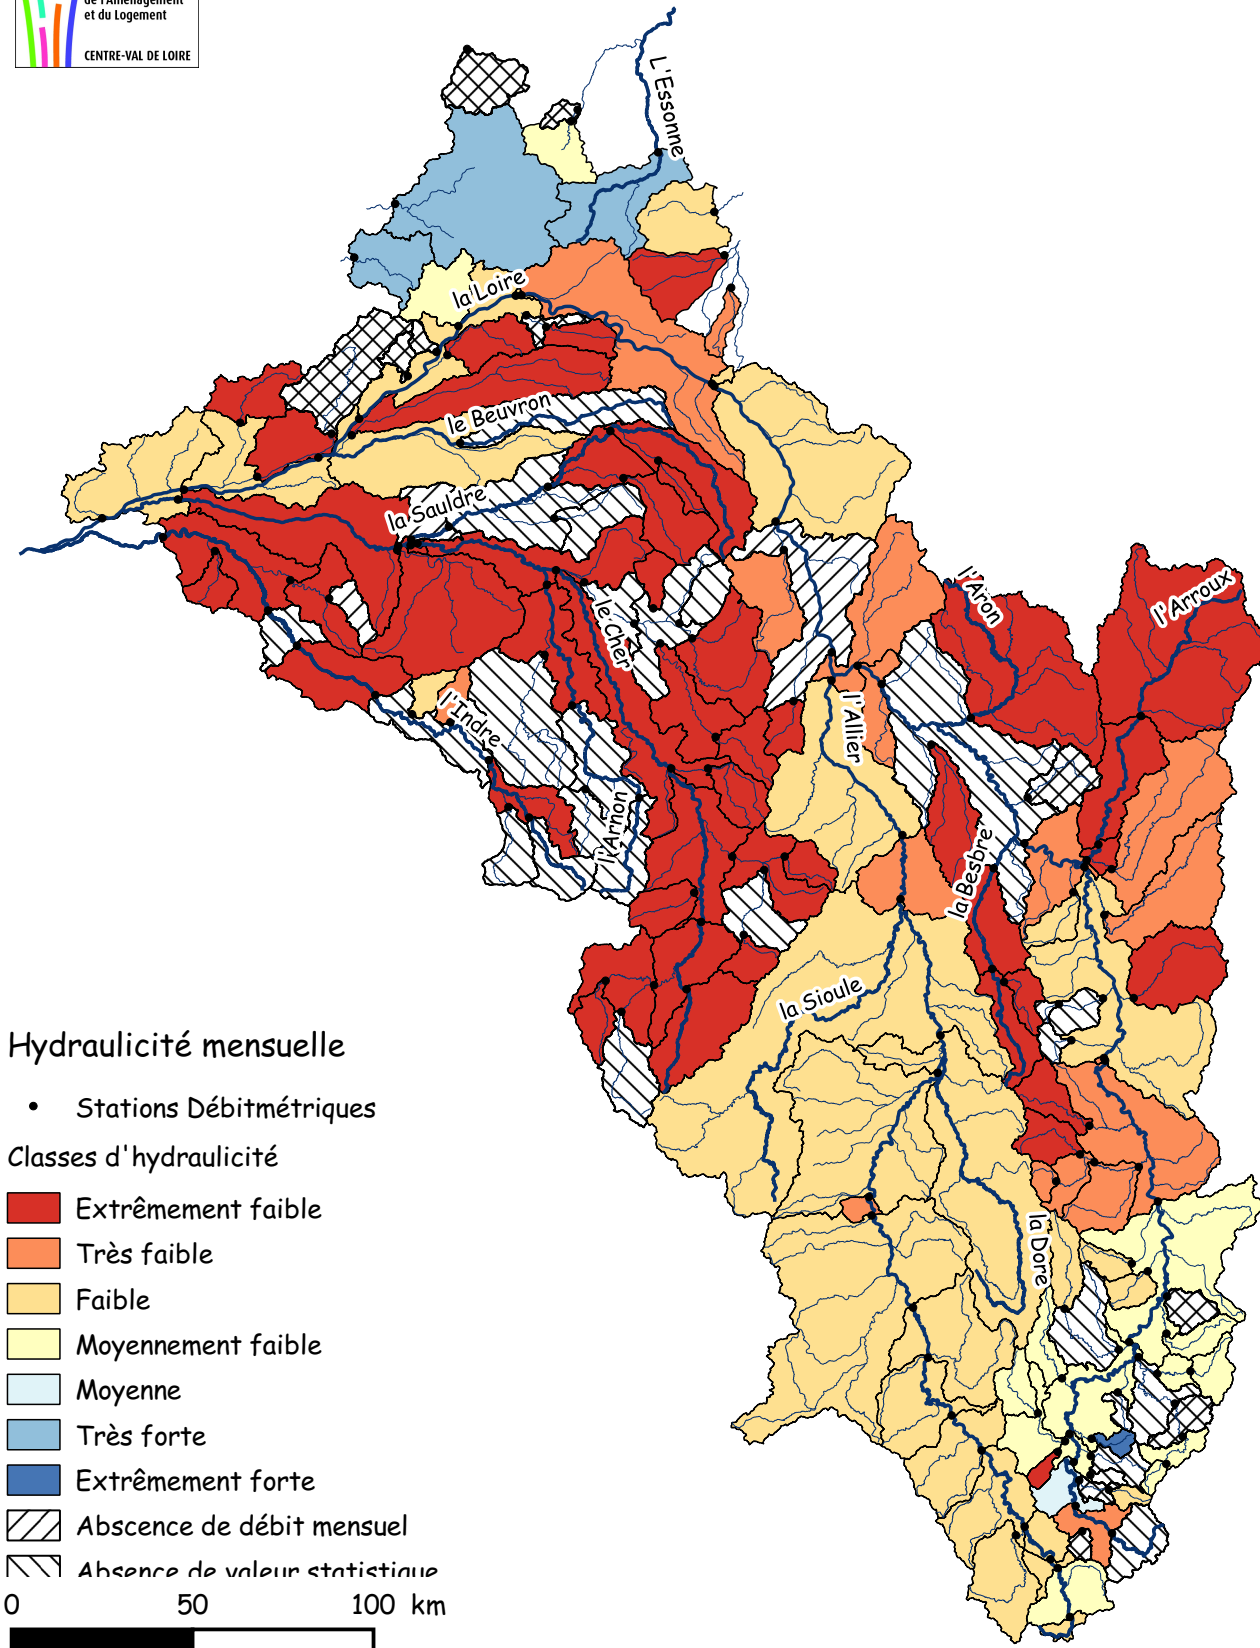 de l'Aménagement
et du Logement
CENTRE-VAL DE LOIRE
L'Essonne
la Loire
le Beuvron
la Sauldre
le Cher
l'Aron
l'Arroux
l'Indre
l'Allier
l'Arnon
la Besbre
la Sioule
la Dore
Hydraulicité mensuelle
Stations Débitmétriques
Classes d'hydraulicité
Extrêmement faible
Très faible
Faible
Moyennement faible
Moyenne
Très forte
Extrêmement forte
Abscence de débit mensuel
Absence de valeur statistique
0 50 100 km